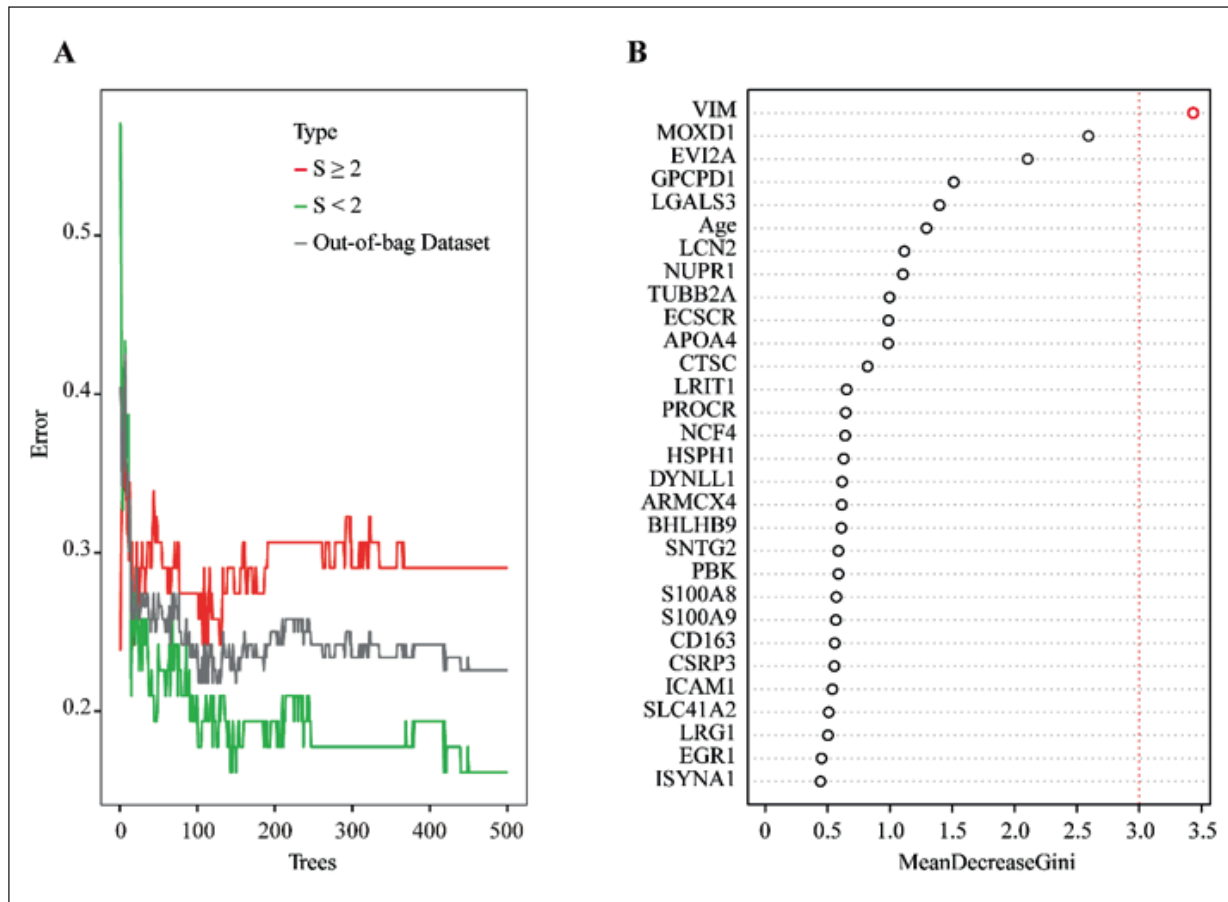 A
Type
S ≥ 2
S < 2
Out-of-bag Dataset
0.5
0.4
0.3
0.2
Error
0 100 200 300 400 500
Trees
B
VIM
MOXD1
EVI2A
GPCPD1
LGALS3
Age
LCN2
NUPR1
TUBB2A
ECSCR
APOA4
CTSC
LRIT1
PROCR
NCF4
HSPH1
DYNLL1
ARMCX4
BHLHB9
SNTG2
PBK
S100A8
S100A9
CD163
CSRP3
ICAM1
SLC41A2
LRG1
EGR1
ISYNA1
0 0.5 1.0 1.5 2.0 2.5 3.0 3.5
MeanDecreaseGini